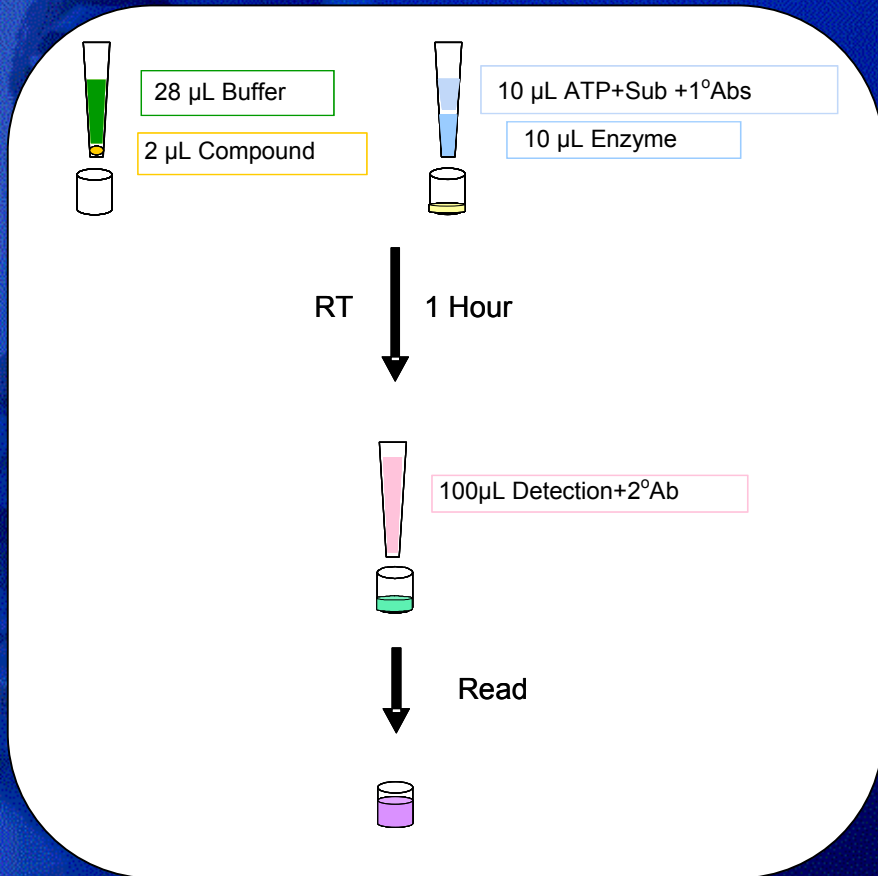 28 µL Buffer
2 µL Compound
10 µL ATP+Sub +1°Abs
10 µL Enzyme
RT
1 Hour
100µL Detection+2°Ab
Read